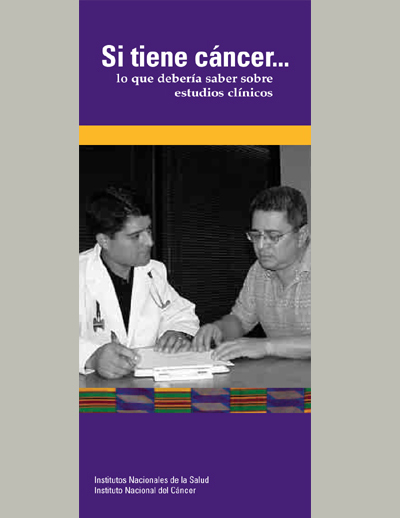 Si tiene cáncer...
lo que debería saber sobre
estudios clínicos
Institutos Nacionales de la Salud
Instituto Nacional del Cáncer